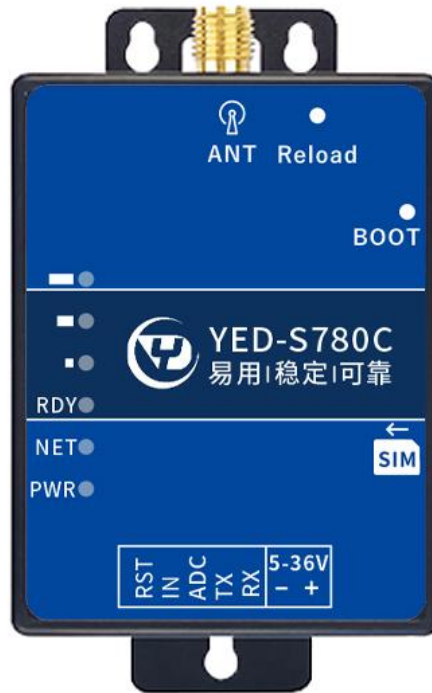 ANT
Reload
BOOT
YED-S780C
易用|稳定|可靠
RDY
NET
SIM
PWR
RST
IN
ADC
TX
RX
5-36V
- +